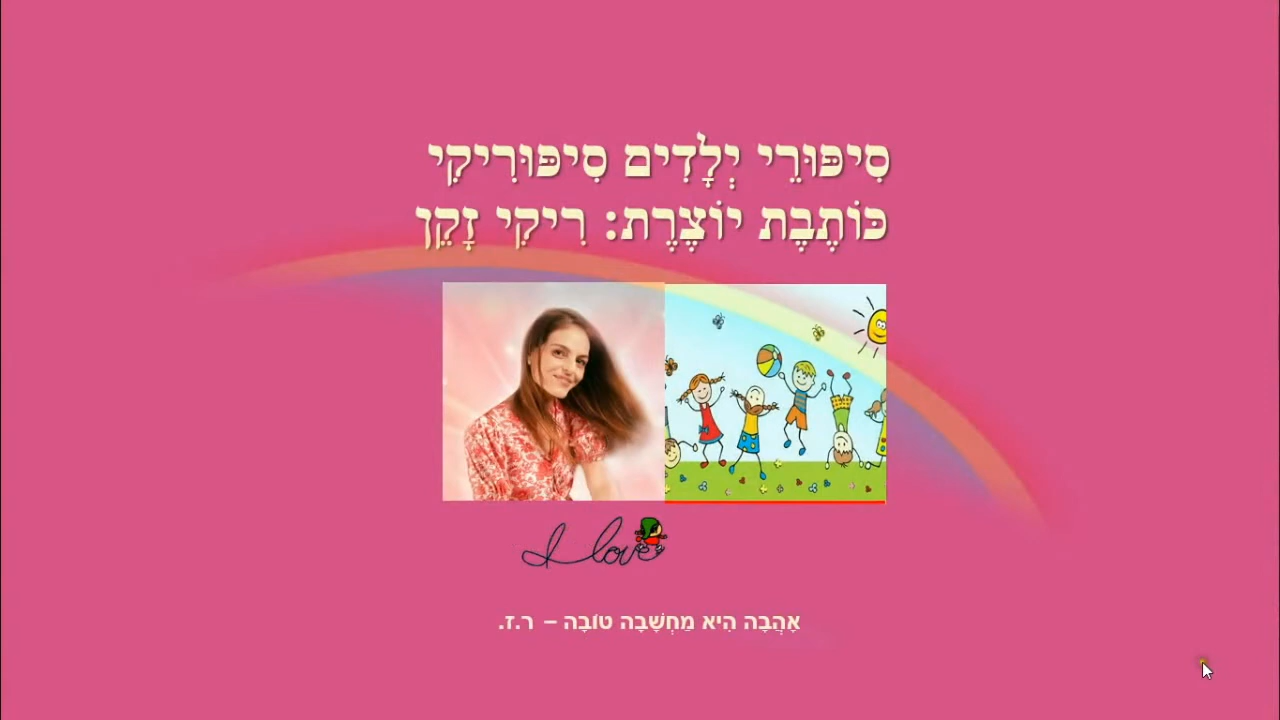 סִיפּוּרֵי יְלָדִים סִיפּוּרִיקִי
כּוֹתֶבֶת יוֹצֶרֶת: רִיקִי זָקֵן
I love
אָהֲבָה הִיא מַחְשָׁבָה טוֹבָה – ר.ז.